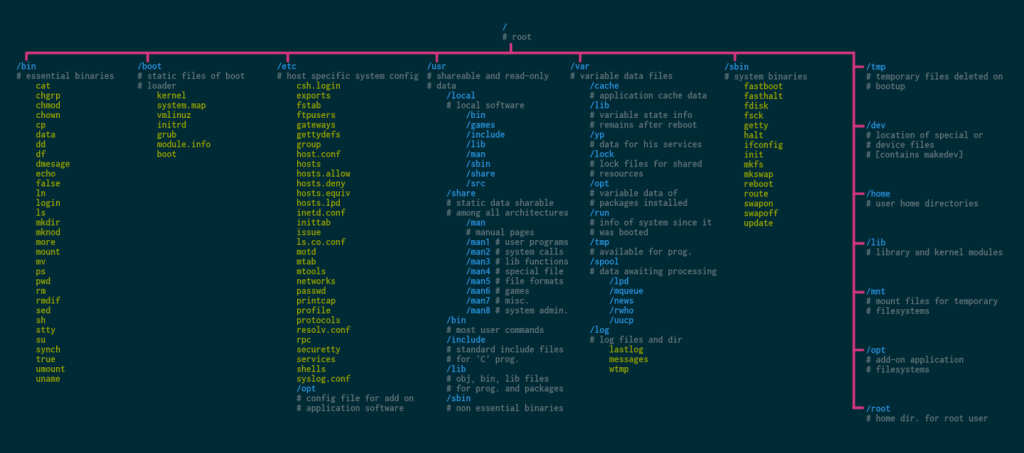 /
# root
/bin
# essential binaries
cat
chgrp
chmod
chown
cp
data
dd
df
dmesage
echo
false
ln
login
ls
mkdir
mknod
more
mount
mv
ps
pwd
rm
rmdif
sed
sh
stty
su
synch
true
umount
uname
/boot
# static files of boot
# loader
kernel
system.map
vmlinuz
initrd
grub
module.info
boot
/etc
# host specific system config
csh.login
exports
fstab
ftpusers
gateways
gettydefs
group
host.conf
hosts
hosts.allow
hosts.deny
hosts.equiv
hosts.lpd
inetd.conf
inittab
issue
ls.co.conf
motd
mtab
mtools
networks
passwd
printcap
profile
protocols
resolv.conf
rpc
securetty
services
shells
syslog.conf
/opt
# config file for add on
# application software
/usr
# shareable and read-only
# data
/local
# local software
/bin
/games
/include
/lib
/man
/sbin
/share
/src
/share
# static data sharable
# among all architectures
/man
# manual pages
/man1 # user programs
/man2 # system calls
/man3 # lib functions
/man4 # special file
/man5 # file formats
/man6 # games
/man7 # misc.
/man8 # system admin.
/bin
# most user commands
/include
# standard include files
# for 'C' prog.
/lib
# obj, bin, lib files
# for prog. and packages
/sbin
# non essential binaries
/var
# variable data files
/cache
# application cache data
/lib
# variable state info
# remains after reboot
/yp
# data for his services
/lock
# lock files for shared
# resources
/opt
# variable data of
# packages installed
/run
# info of system since it
# was booted
/tmp
# available for prog.
/spool
# data awaiting processing
/lpd
/mqueue
/news
/rwho
/uucp
/log
# log files and dir
lastlog
messages
wtmp
/sbin
# system binaries
fastboot
fasthalt
fdisk
fsck
getty
halt
ifconfig
init
mkfs
mkswap
reboot
route
swapon
swapoff
update
/tmp
# temporary files deleted on
# bootup
/dev
# location of special or
# device files
# [contains makedev]
/home
# user home directories
/lib
# library and kernel modules
/mnt
# mount files for temporary
# filesystems
/opt
# add-on application
# filesystems
/root
# home dir. for root user